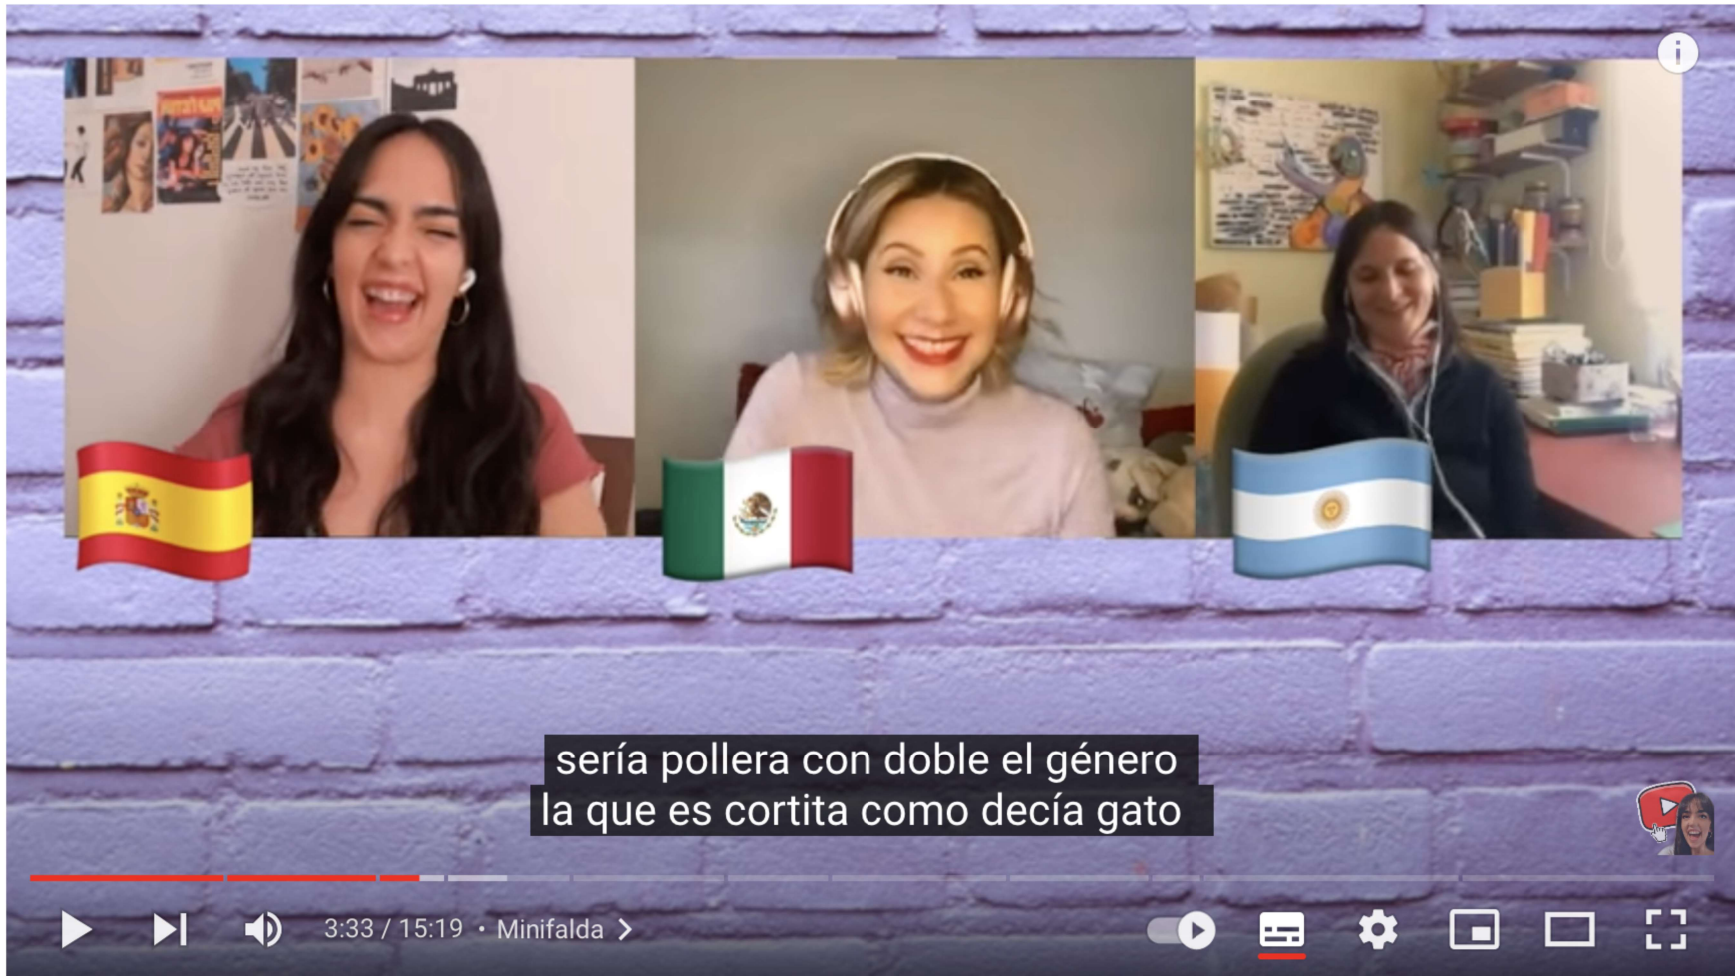 sería pollera con doble el género
la que es cortita como decía gato
3:33 / 15:19 • Minifalda